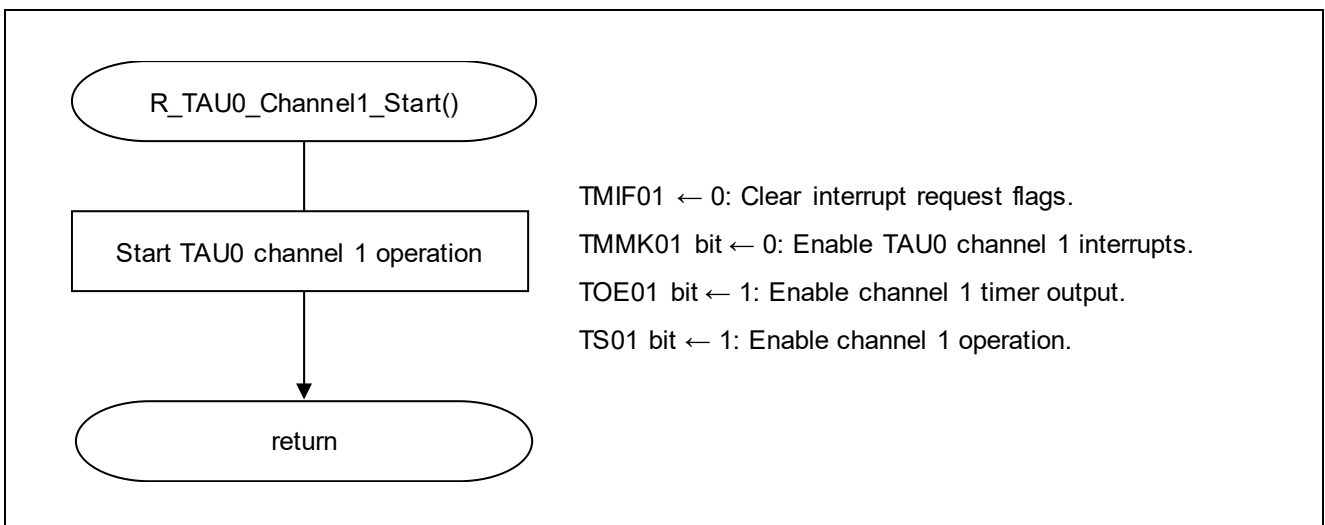 R_TAU0_Channel1_Start()
Start TAU0 channel 1 operation
return
TMIF01 ← 0: Clear interrupt request flags.
TMMK01 bit ← 0: Enable TAU0 channel 1 interrupts.
TOE01 bit ← 1: Enable channel 1 timer output.
TS01 bit ← 1: Enable channel 1 operation.